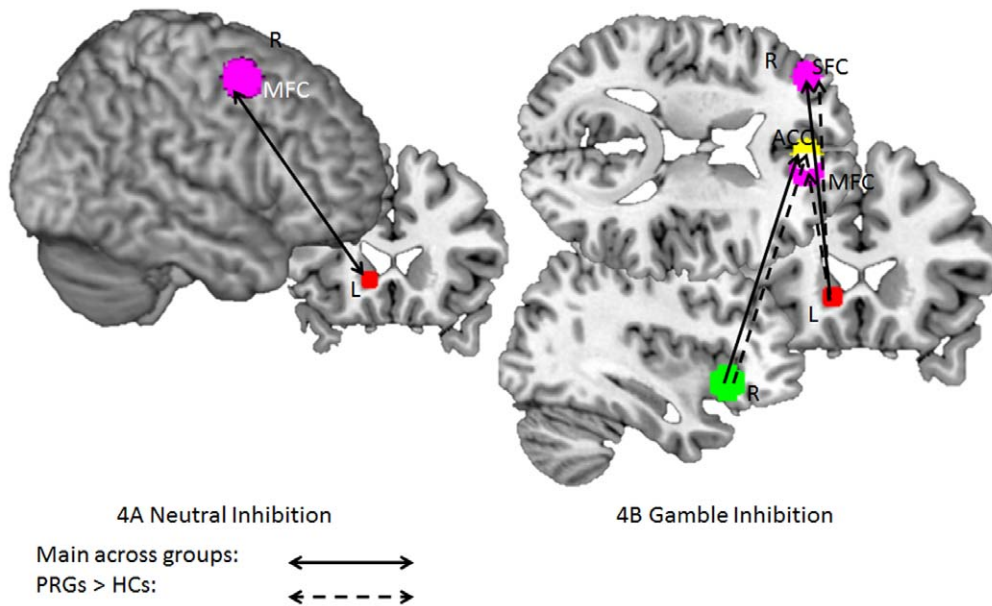 R
MFC
L
R
SFC
ACC
MFC
L
R
4A Neutral Inhibition
4B Gamble Inhibition
Main across groups:
PRGs > HCs: